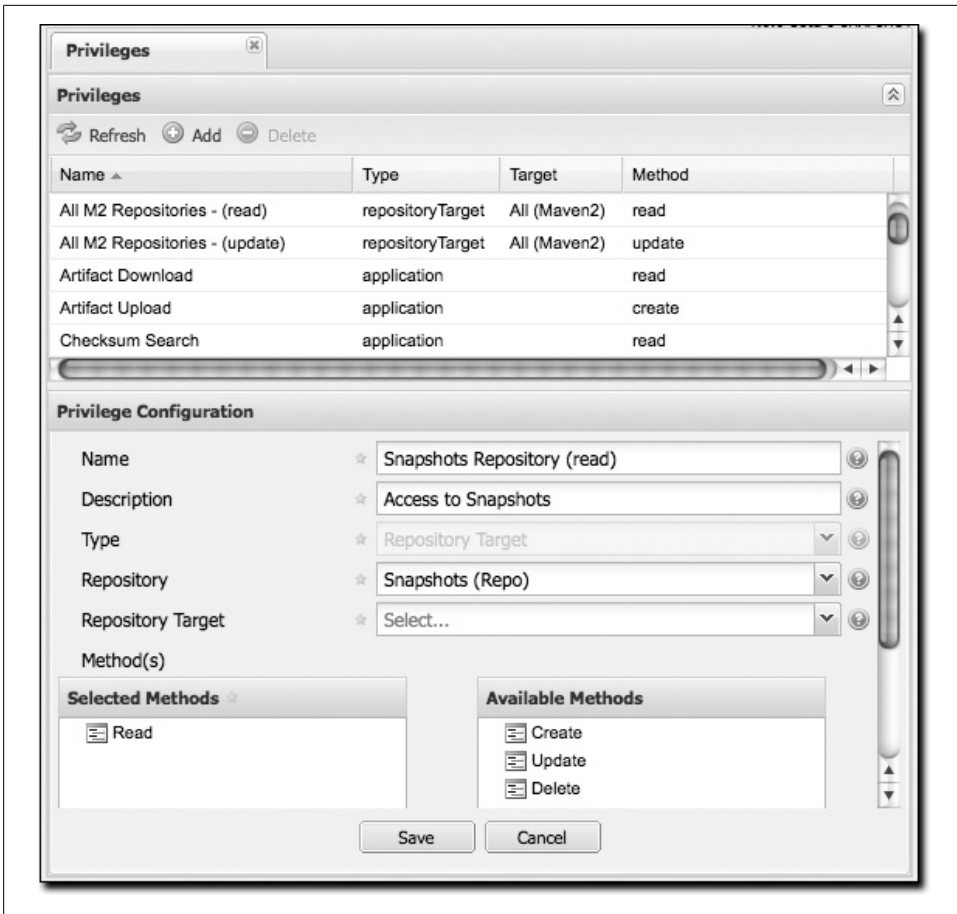 Privileges
Privileges
Refresh Add Delete
Name Type Target Method
All M2 Repositories - (read) repositoryTarget All (Maven2) read
All M2 Repositories - (update) repositoryTarget All (Maven2) update
Artifact Download application read
Artifact Upload application create
Checksum Search application read
Privilege Configuration
Name Snapshots Repository (read)
Description Access to Snapshots
Type Repository Target
Repository Snapshots (Repo)
Repository Target Select...
Method(s)
Selected Methods Available Methods
Read Create
Update
Delete
Save Cancel